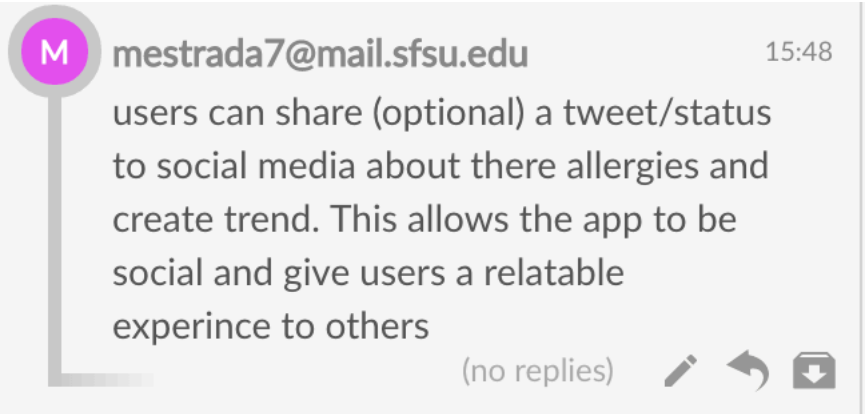 M
mestrada7@mail.sfsu.edu 15:48
users can share (optional) a tweet/status
to social media about there allergies and
create trend. This allows the app to be
social and give users a relatable
experince to others
(no replies)